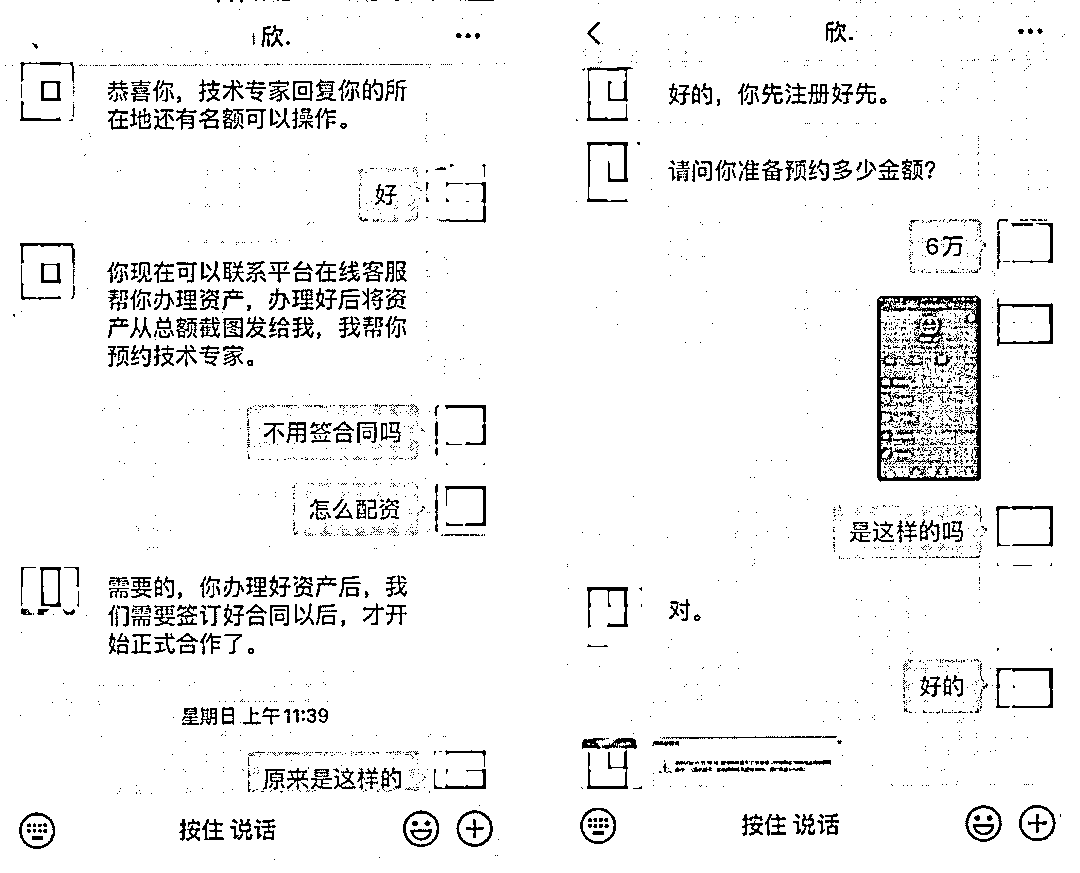 欣.
恭喜你，技术专家回复你的所
在地还有名额可以操作。
好
你现在可以联系平台在线客服
帮你办理资产，办理好后将资
产从总额截图发给我，我帮你
预约技术专家。
不用签合同吗
怎么配资
需要的，你办理好资产后，我
们需要签订好合同以后，才开
始正式合作了。
星期日 上午11:39
原来是这样的
按住 说话
欣.
好的，你先注册好先。
请问你准备预约多少金额？
6万
是这样的吗
对。
好的
按住 说话